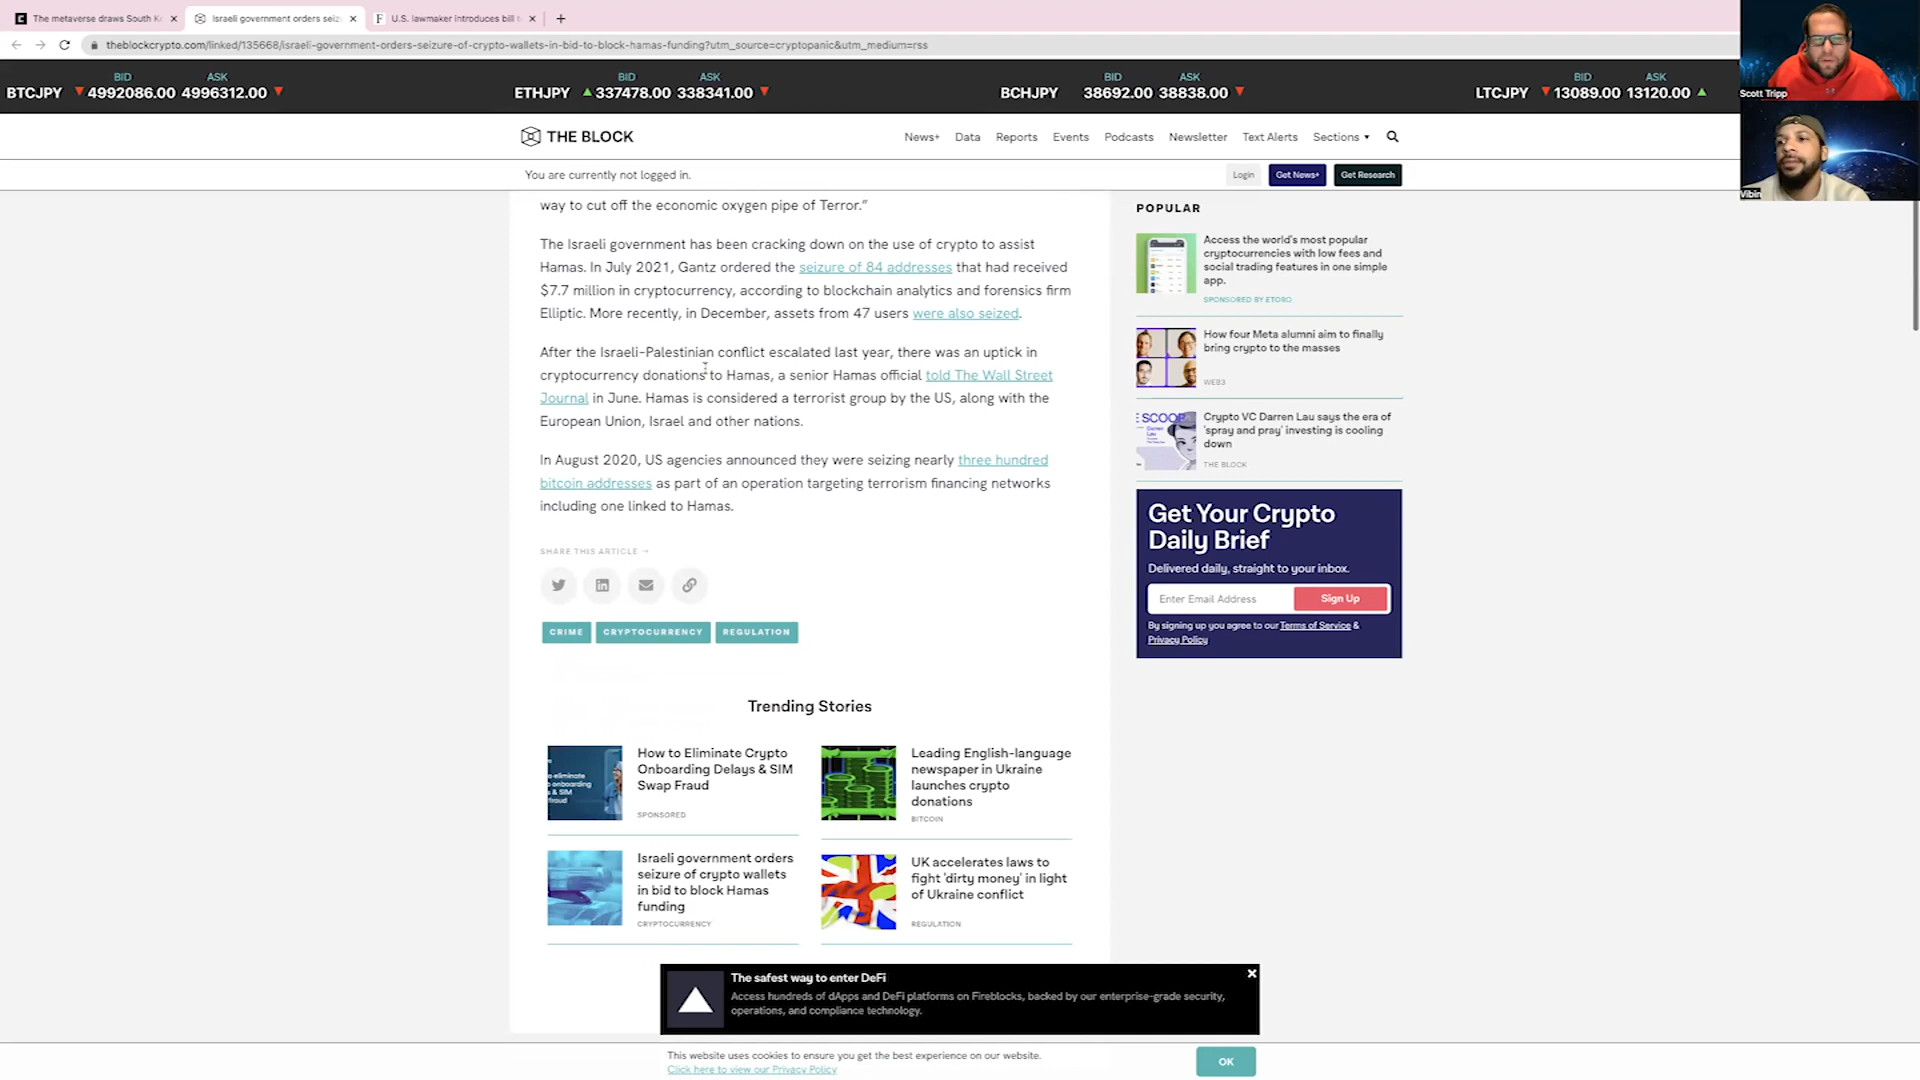 The metaverse draws South K
Israeli government orders seiz
U.S. lawmaker introduces bill t
theblockcrypto.com/linked/135668/israeli-government-orders-seizure-of-crypto-wallets-in-bid-to-block-hamas-funding?utm_source=cryptopanic&utm_medium=rss
BTCJPY BID 4992086.00 ASK 4996312.00
ETHJPY BID 337478.00 ASK 338341.00
BCHJPY BID 38692.00 ASK 38838.00
LTCJPY BID 13089.00 ASK 13120.00
Scott Tripp
Vibin
THE BLOCK
News+ Data Reports Events Podcasts Newsletter Text Alerts Sections
You are currently not logged in.
Login Get News+ Get Research
way to cut off the economic oxygen pipe of Terror.”
The Israeli government has been cracking down on the use of crypto to assist
Hamas. In July 2021, Gantz ordered the seizure of 84 addresses that had received
$7.7 million in cryptocurrency, according to blockchain analytics and forensics firm
Elliptic. More recently, in December, assets from 47 users were also seized.
After the Israeli-Palestinian conflict escalated last year, there was an uptick in
cryptocurrency donations to Hamas, a senior Hamas official told The Wall Street
Journal in June. Hamas is considered a terrorist group by the US, along with the
European Union, Israel and other nations.
In August 2020, US agencies announced they were seizing nearly three hundred
bitcoin addresses as part of an operation targeting terrorism financing networks
including one linked to Hamas.
SHARE THIS ARTICLE →
CRIME CRYPTOCURRENCY REGULATION
Trending Stories
How to Eliminate Crypto
Onboarding Delays & SIM
Swap Fraud
SPONSORED
Leading English-language
newspaper in Ukraine
launches crypto
donations
BITCOIN
Israeli government orders
seizure of crypto wallets
in bid to block Hamas
funding
CRYPTOCURRENCY
UK accelerates laws to
fight 'dirty money' in light
of Ukraine conflict
REGULATION
POPULAR
Access the world's most popular
cryptocurrencies with low fees and
social trading features in one simple
app.
SPONSORED BY ETORO
How four Meta alumni aim to finally
bring crypto to the masses
WEB3
Crypto VC Darren Lau says the era of
'spray and pray' investing is cooling
down
THE BLOCK
Get Your Crypto
Daily Brief
Delivered daily, straight to your inbox.
Enter Email Address Sign Up
By signing up you agree to our Terms of Service &
Privacy Policy
The safest way to enter DeFi
Access hundreds of dApps and DeFi platforms on Fireblocks, backed by our enterprise-grade security,
operations, and compliance technology.
This website uses cookies to ensure you get the best experience on our website.
Click here to view our Privacy Policy
OK